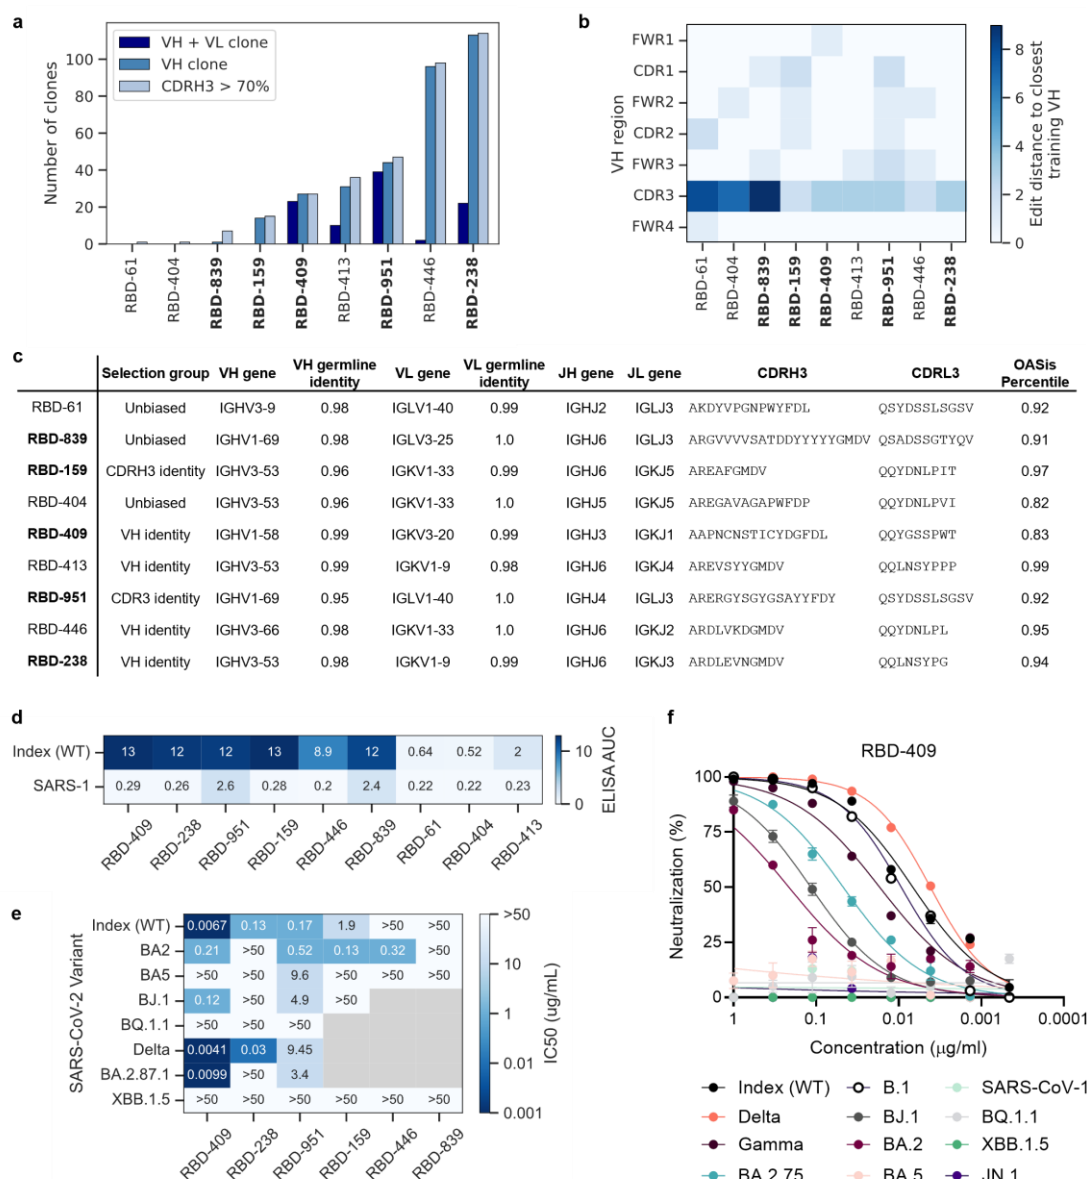 a
VH + VL clone
VH clone
CDRH3 > 70%
Number of clones
100
80
60
40
20
0
RBD-61
RBD-404
RBD-839
RBD-159
RBD-409
RBD-413
RBD-951
RBD-446
RBD-238
b
VH region
FWR1
CDR1
FWR2
CDR2
FWR3
CDR3
FWR4
RBD-61
RBD-404
RBD-839
RBD-159
RBD-409
RBD-413
RBD-951
RBD-446
RBD-238
8
6
4
2
0
Edit distance to closest
training VH
c
Selection group VH gene VH germline identity VL gene VL germline identity JH gene JL gene CDRH3 CDRL3 OASis Percentile
RBD-61 Unbiased IGHV3-9 0.98 IGLV1-40 0.99 IGHJ2 IGLJ3 AKDYVPGNPWYFDL QSYDSSLSGSV 0.92
RBD-839 Unbiased IGHV1-69 0.98 IGLV3-25 1.0 IGHJ6 IGLJ3 ARGVVVVSATDDYYYYYGMDV QSADSSGTYQV 0.91
RBD-159 CDRH3 identity IGHV3-53 0.96 IGKV1-33 0.99 IGHJ6 IGKJ5 AREAFGMDV QQYDNLPIT 0.97
RBD-404 Unbiased IGHV3-53 0.96 IGKV1-33 1.0 IGHJ5 IGKJ5 AREGAVAGAPWFDP QQYDNLPVI 0.82
RBD-409 VH identity IGHV1-58 0.99 IGKV3-20 0.99 IGHJ3 IGKJ1 AAPNCNSTICYDGFDL QQYGSSPWT 0.83
RBD-413 VH identity IGHV3-53 0.99 IGKV1-9 0.98 IGHJ6 IGKJ4 AREVSYYGMDV QQLNSYPPP 0.99
RBD-951 CDR3 identity IGHV1-69 0.95 IGLV1-40 1.0 IGHJ4 IGLJ3 ARERGYSGYGSAYYFDY QSYDSSLSGSV 0.92
RBD-446 VH identity IGHV3-66 0.98 IGKV1-33 1.0 IGHJ6 IGKJ2 ARDLVKDGMDV QQYDNLPL 0.95
RBD-238 VH identity IGHV3-53 0.98 IGKV1-9 0.99 IGHJ6 IGKJ3 ARDLEVNGMDV QQLNSYPG 0.94
d
Index (WT) 13 12 12 13 8.9 12 0.64 0.52 2
SARS-1 0.29 0.26 2.6 0.28 0.2 2.4 0.22 0.22 0.23
RBD-409
RBD-238
RBD-951
RBD-159
RBD-446
RBD-839
RBD-61
RBD-404
RBD-413
10
0
ELISA AUC
e
SARS-CoV-2 Variant
Index (WT) 0.0067 0.13 0.17 1.9 >50 >50
BA2 0.21 >50 0.52 0.13 0.32 >50
BA5 >50 >50 9.6 >50 >50 >50
BJ.1 0.12 >50 4.9 >50
BQ.1.1 >50 >50 >50
Delta 0.0041 0.03 9.45
BA.2.87.1 0.0099 >50 3.4
XBB.1.5 >50 >50 >50 >50 >50 >50
RBD-409
RBD-238
RBD-951
RBD-159
RBD-446
RBD-839
>50
10
1
0.01
0.001
IC50 (ug/mL)
f
RBD-409
Neutralization (%)
100
75
50
25
0
1 0.1 0.01 0.001 0.0001
Concentration (μg/ml)
Index (WT) B.1 SARS-CoV-1
Delta BJ.1 BQ.1.1
Gamma BA.2 XBB.1.5
BA.2.75 BA.5 JN.1